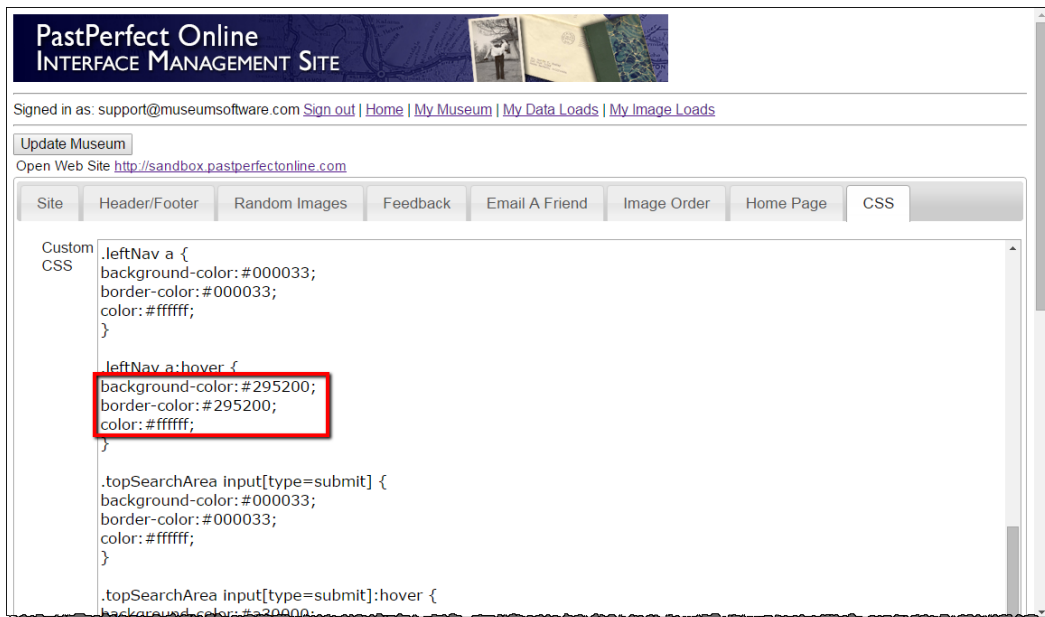 PastPerfect Online
INTERFACE MANAGEMENT SITE
Signed in as: support@museumsoftware.com Sign out | Home | My Museum | My Data Loads | My Image Loads
Update Museum
Open Web Site http://sandbox.pastperfectonline.com
Site Header/Footer Random Images Feedback Email A Friend Image Order Home Page CSS
Custom CSS
.leftNav a {
background-color:#000033;
border-color:#000033;
color:#ffffff;
}
.leftNav a:hover {
background-color:#295200;
border-color:#295200;
color:#ffffff;
}
.topSearchArea input[type=submit] {
background-color:#000033;
border-color:#000033;
color:#ffffff;
}
.topSearchArea input[type=submit]:hover {
background-color:#a30000;